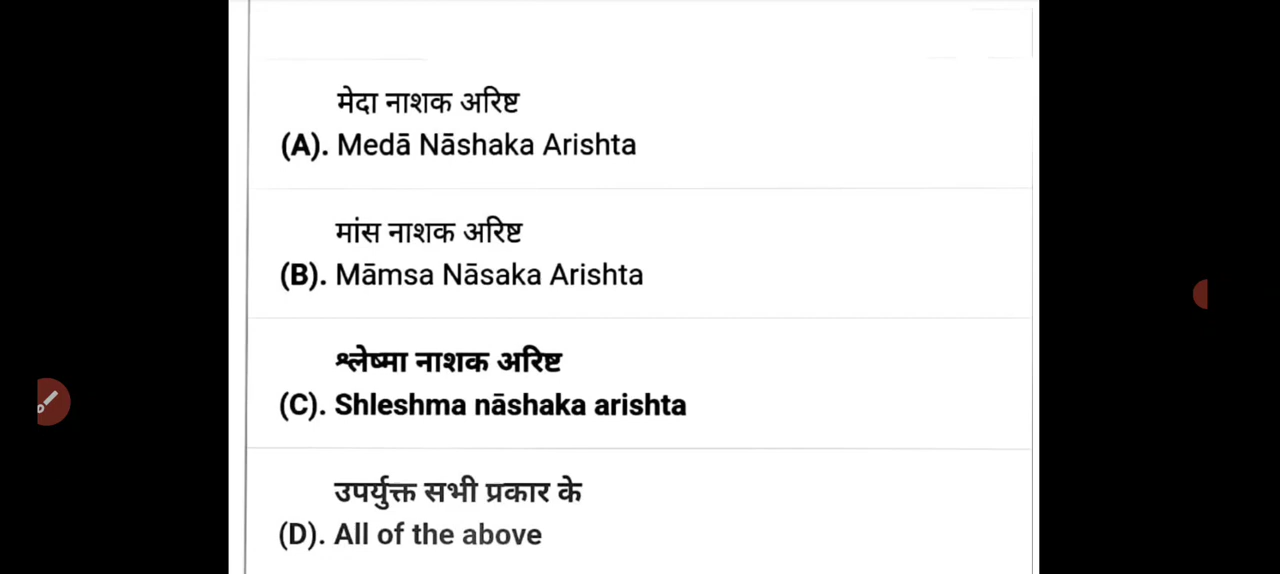 मेदा नाशक अरिष्ट
(A). Medā Nāshaka Arishta
मांस नाशक अरिष्ट
(B). Māmsa Nāsaka Arishta
श्लेष्मा नाशक अरिष्ट
(C). Shleshma nāshaka arishta
उपर्युक्त सभी प्रकार के
(D). All of the above